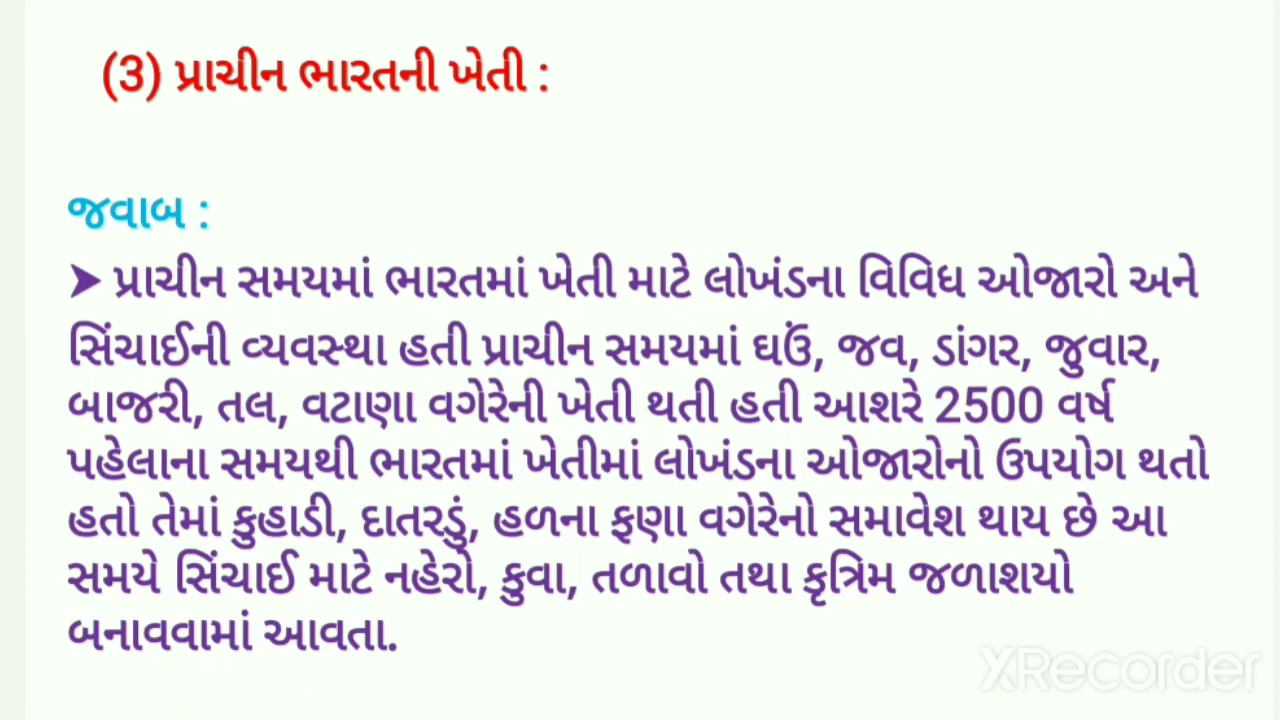 (3) પ્રાચીન ભારતની ખેતી :
જવાબ :
➤ પ્રાચીન સમયમાં ભારતમાં ખેતી માટે લોખંડના વિવિધ ઓજારો અને
સિંચાઈની વ્યવસ્થા હતી પ્રાચીન સમયમાં ઘઉં, જવ, ડાંગર, જુવાર,
બાજરી, તલ, વટાણા વગેરેની ખેતી થતી હતી આશરે 2500 વર્ષ
પહેલાના સમયથી ભારતમાં ખેતીમાં લોખંડના ઓજારોનો ઉપયોગ થતો
હતો તેમાં કુહાડી, દાતરડું, હળના ફણા વગેરેનો સમાવેશ થાય છે આ
સમયે સિંચાઈ માટે નહેરો, કુવા, તળાવો તથા કૃત્રિમ જળાશયો
બનાવવામાં આવતા.
XRecorder